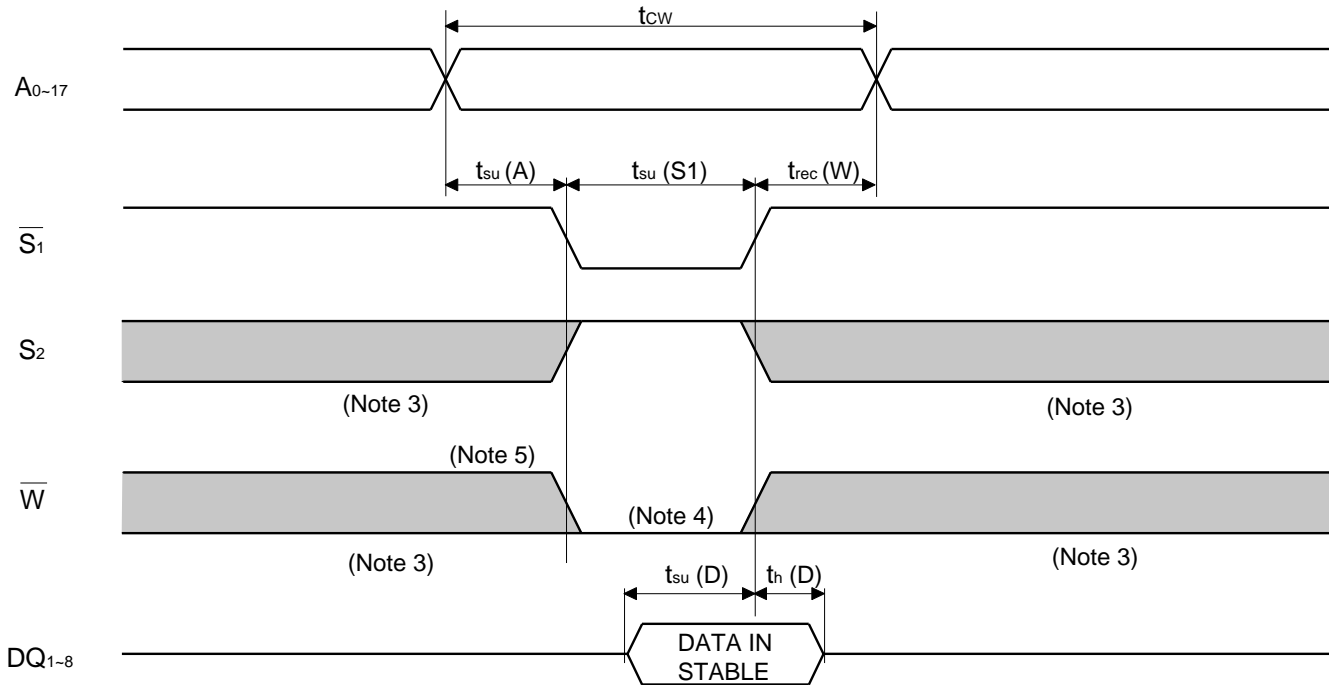 tCW
A0~17
tsu (A) tsu (S1) trec (W)
S1
S2
(Note 3) (Note 3)
(Note 5)
W
(Note 4)
(Note 3) (Note 3)
tsu (D) th (D)
DQ1~8
DATA IN
STABLE